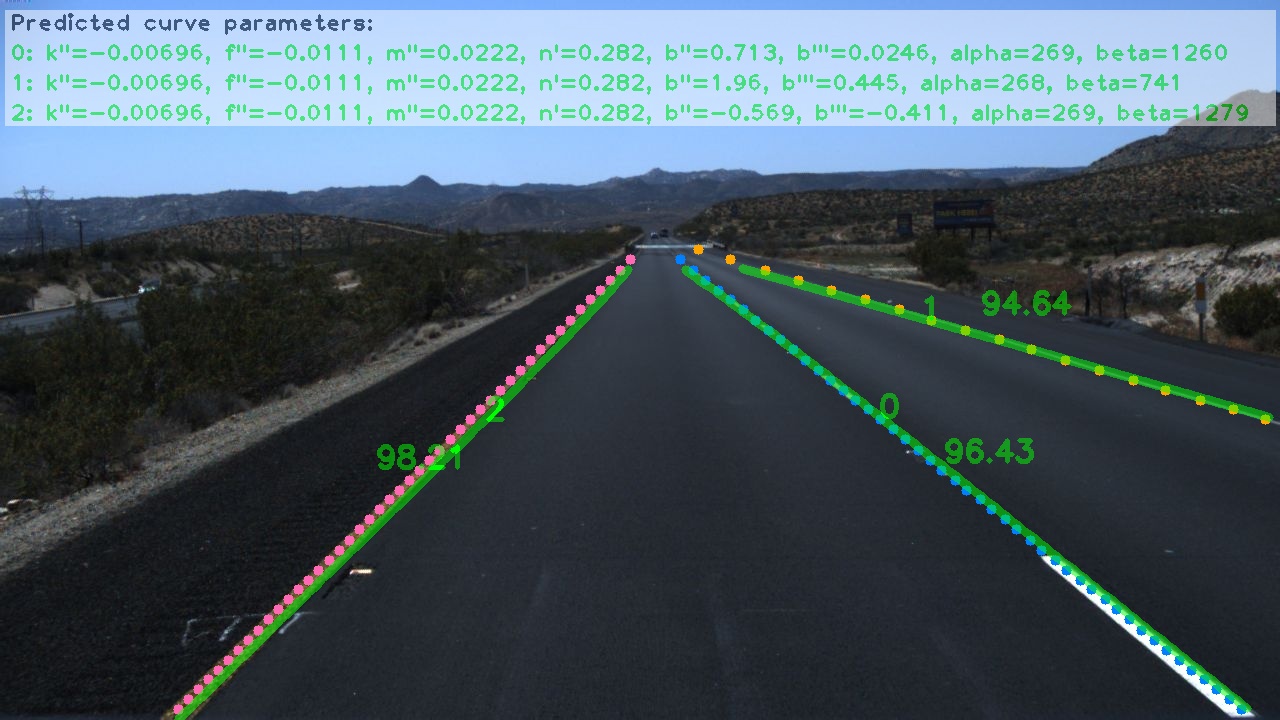 Predicted curve parameters:
0: k''=-0.00696, f''=-0.0111, m''=0.0222, n'=0.282, b''=0.713, b'''=0.0246, alpha=269, beta=1260
1: k''=-0.00696, f''=-0.0111, m''=0.0222, n'=0.282, b''=1.96, b'''=0.445, alpha=268, beta=741
2: k''=-0.00696, f''=-0.0111, m''=0.0222, n'=0.282, b''=-0.569, b'''=-0.411, alpha=269, beta=1279
1 94.64
0
2
96.43
98.21